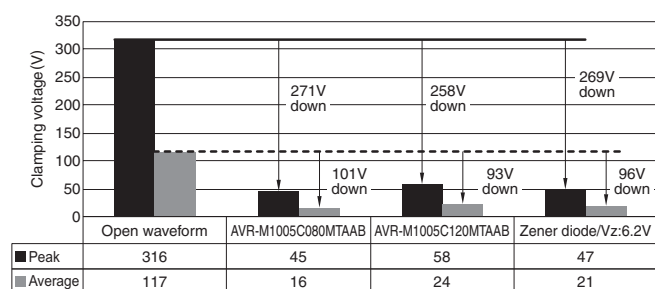 Clamping voltage (V)
350
300
250
200
150
100
50
0
271V
down
258V
down
269V
down
101V
down
93V
down
96V
down
Open waveform AVR-M1005C080MTAAB AVR-M1005C120MTAAB Zener diode/Vz:6.2V
Peak 316 45 58 47
Average 117 16 24 21